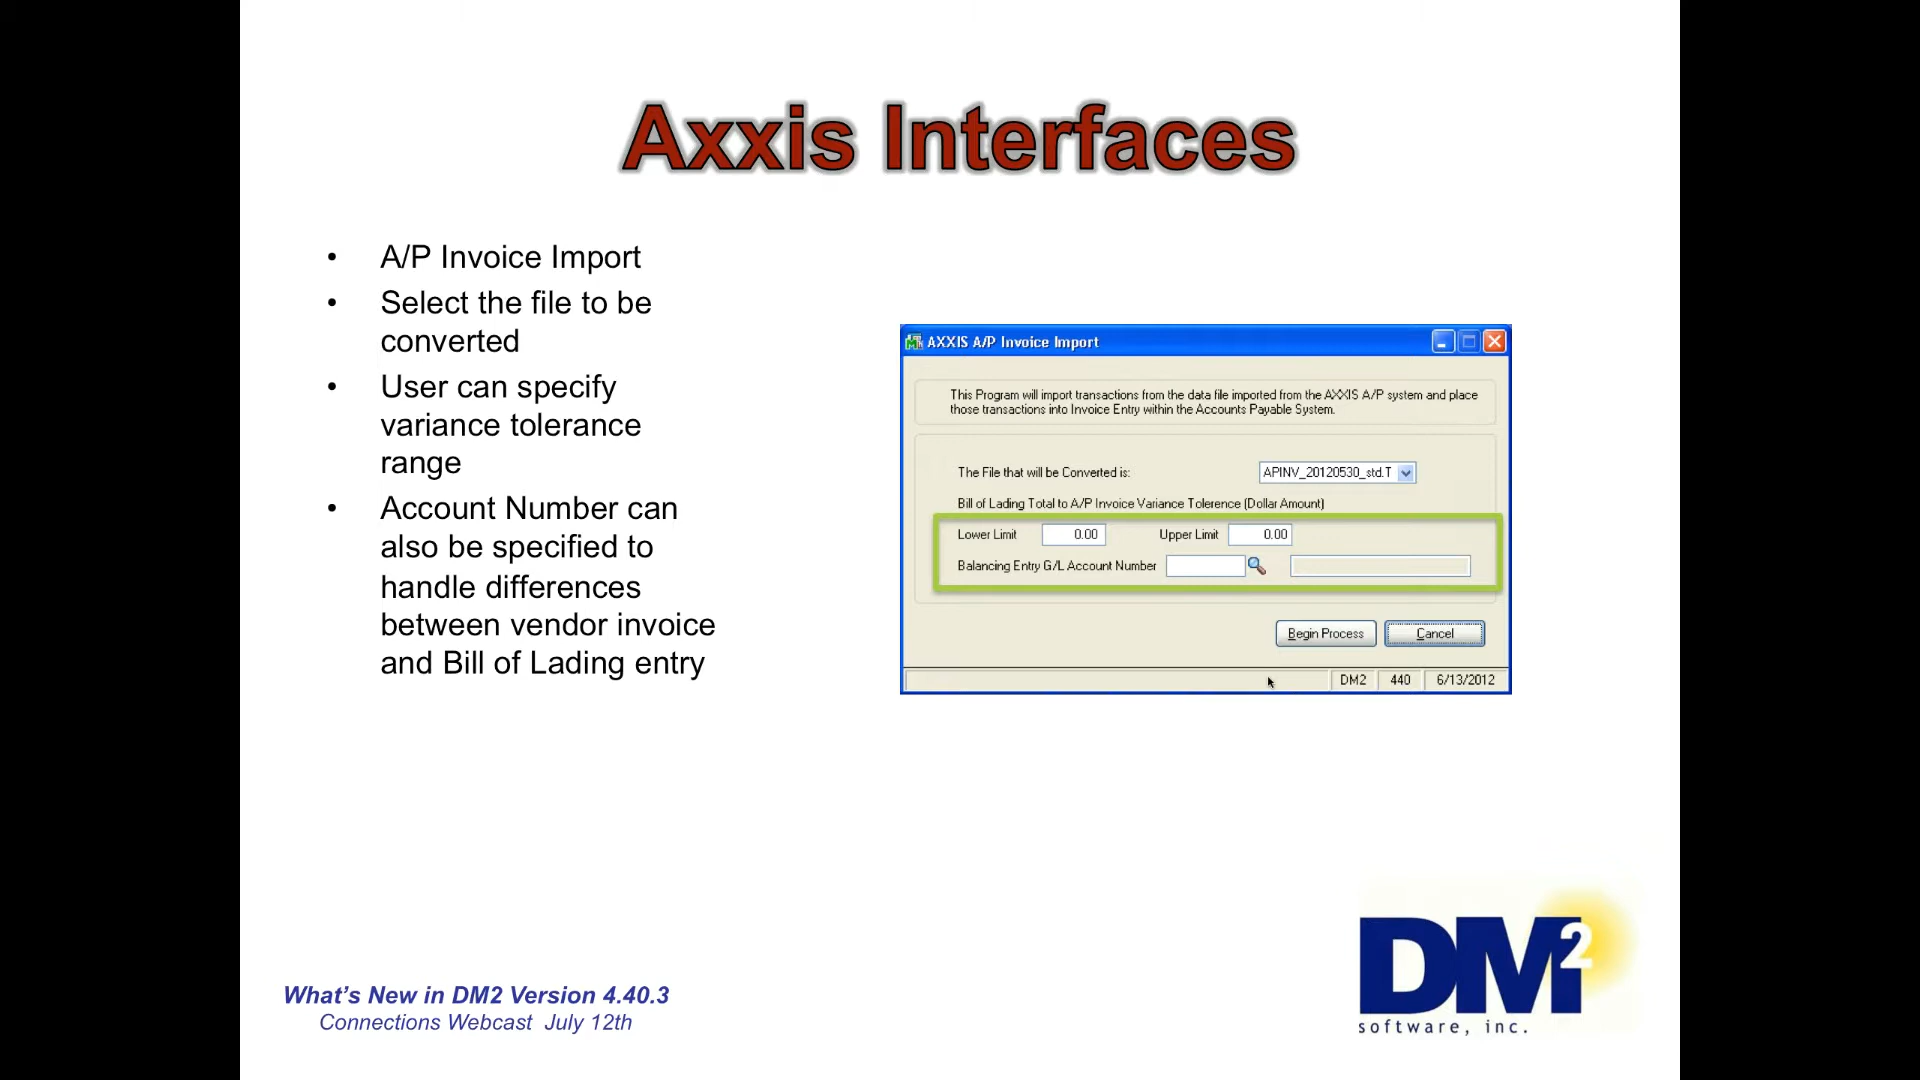 Axxis Interfaces
• A/P Invoice Import
• Select the file to be
converted
• User can specify
variance tolerance
range
• Account Number can
also be specified to
handle differences
between vendor invoice
and Bill of Lading entry
AXXIS A/P Invoice Import
This Program will import transactions from the data file imported from the AXXIS A/P system and place
those transactions into Invoice Entry within the Accounts Payable System.
The File that will be Converted is: APINV_20120530_std.T
Bill of Lading Total to A/P Invoice Variance Tolerence (Dollar Amount)
Lower Limit 0.00 Upper Limit 0.00
Balancing Entry G/L Account Number
Begin Process Cancel
DM2 440 6/13/2012
What's New in DM2 Version 4.40.3
Connections Webcast July 12th
DM2
software, inc.